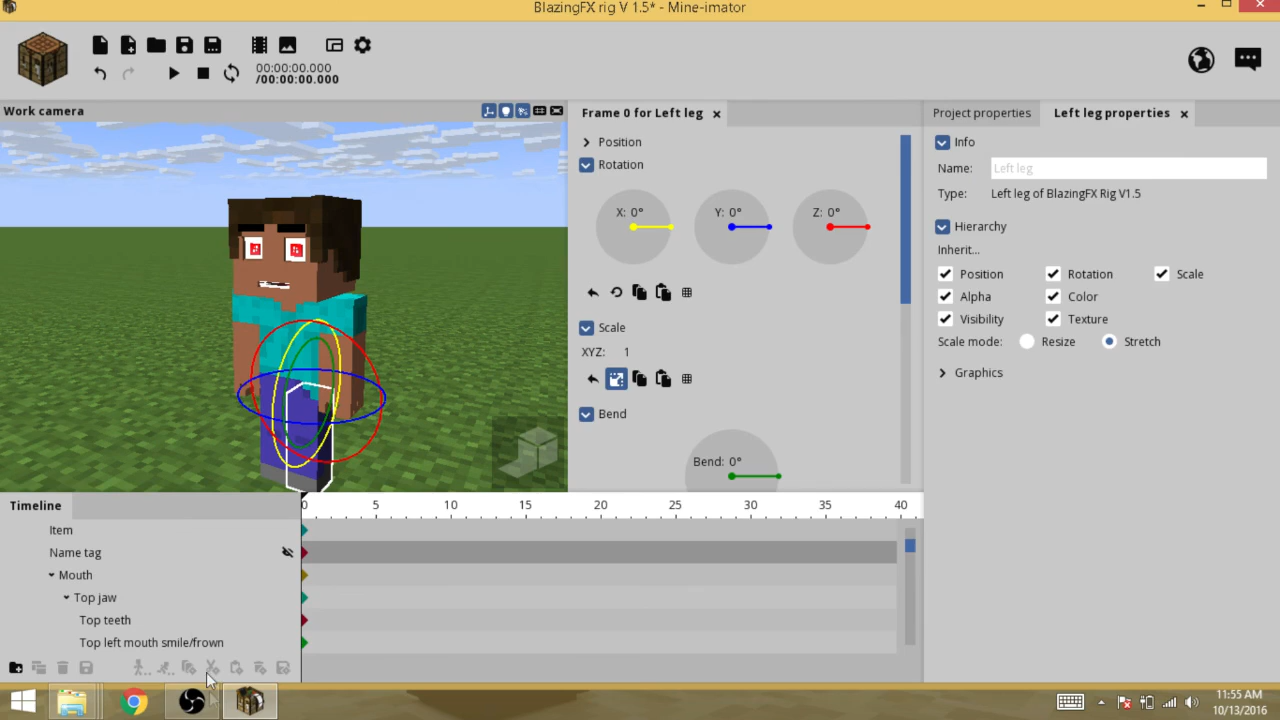 BlazingFX rig V 1.5* - Mine-imator
00:00:00.000
/00:00:00.000
Work camera
Frame 0 for Left leg
Project properties
Left leg properties
Position
Rotation
X: 0°
Y: 0°
Z: 0°
Scale
XYZ: 1
Bend
Bend: 0°
Info
Name: Left leg
Type: Left leg of BlazingFX Rig V1.5
Hierarchy
Inherit...
Position
Rotation
Scale
Alpha
Color
Visibility
Texture
Scale mode: Resize Stretch
Graphics
Timeline
0 5 10 15 20 25 30 35 40
Item
Name tag
Mouth
Top jaw
Top teeth
Top left mouth smile/frown
11:55 AM
10/13/2016